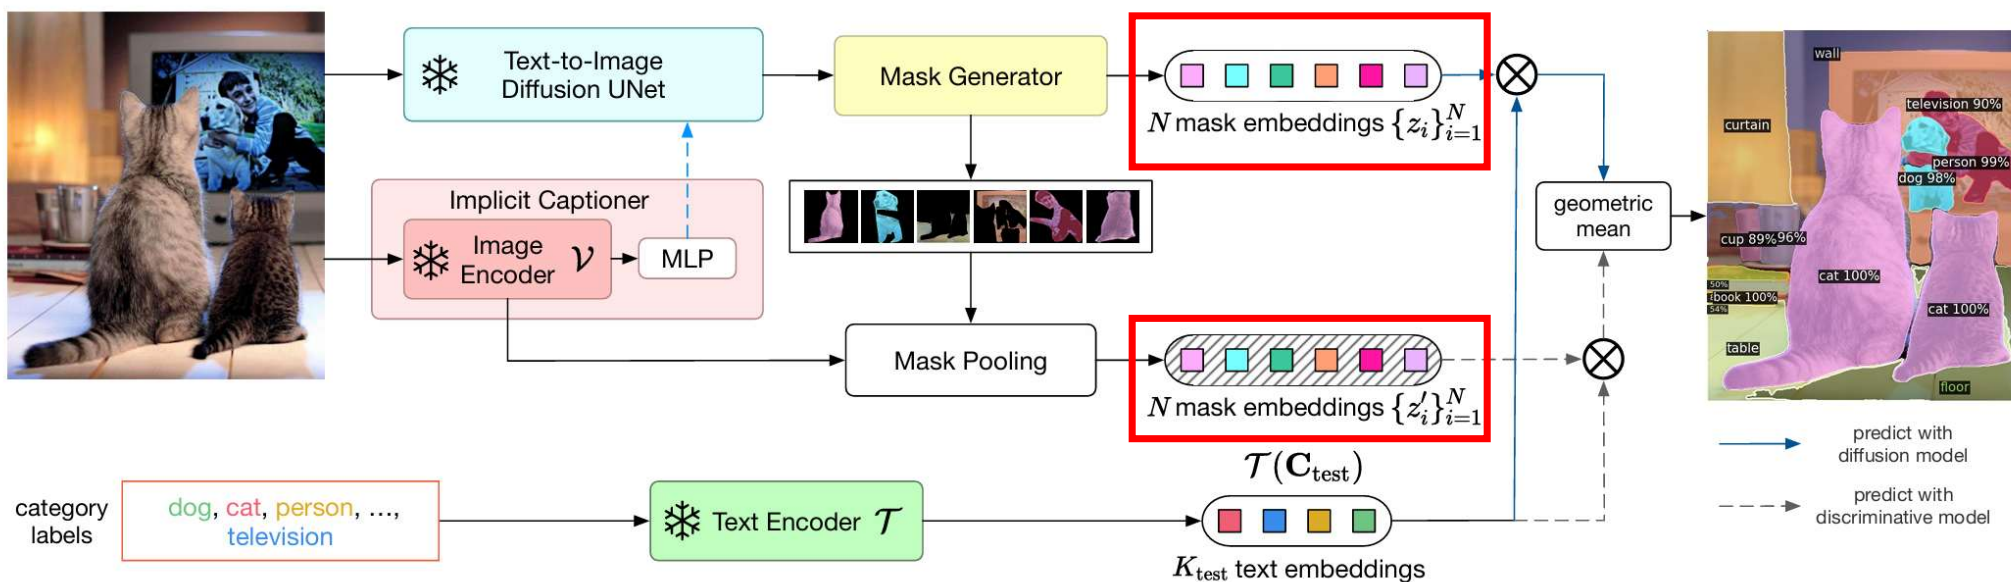 Text-to-Image
Diffusion UNet
Mask Generator
N mask embeddings {z_i}_{i=1}^N
Implicit Captioner
Image
Encoder 𝒱
MLP
Mask Pooling
N mask embeddings {z'_i}_{i=1}^N
geometric
mean
category
labels
dog, cat, person, ...,
television
Text Encoder 𝒯
𝒯(C_test)
K_test text embeddings
wall
curtain
television 90%
person 99%
dog 98%
cup 89%
96%
cat 100%
50%
book 100%
54%
cat 100%
table
floor
predict with
diffusion model
predict with
discriminative model